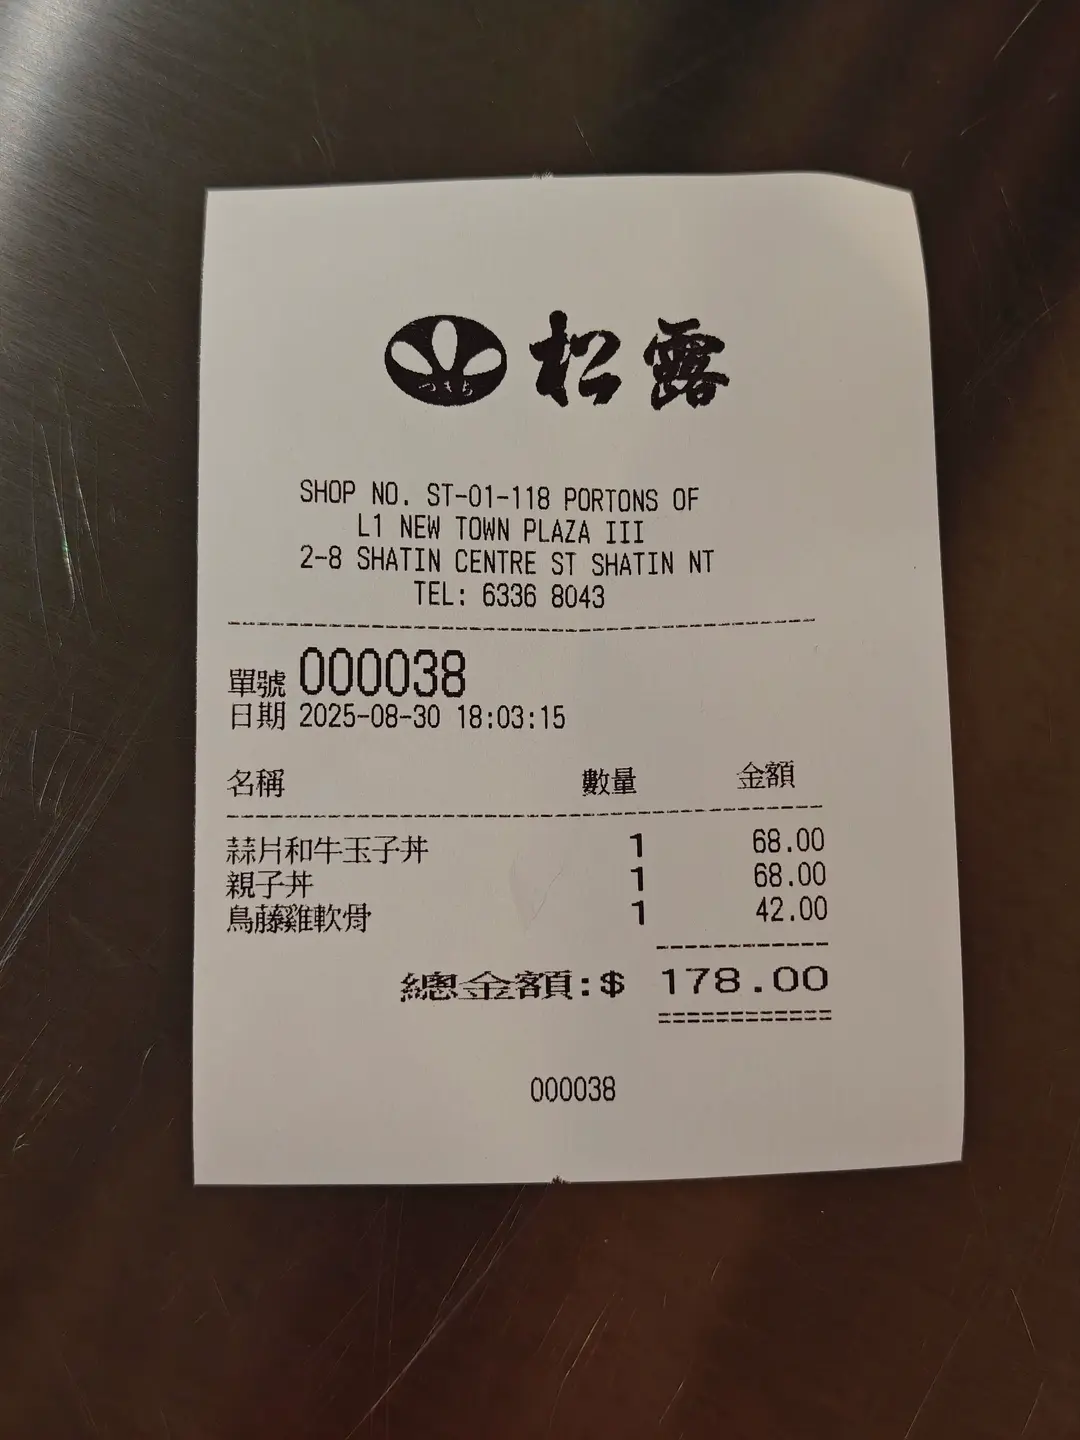 つきろ
松露
SHOP NO. ST-01-118 PORTONS OF
L1 NEW TOWN PLAZA III
2-8 SHATIN CENTRE ST SHATIN NT
TEL: 6336 8043
單號 000038
日期 2025-08-30 18:03:15
名稱 數量 金額
蒜片和牛玉子丼 1 68.00
親子丼 1 68.00
鳥藤雞軟骨 1 42.00
總金額:$ 178.00
000038